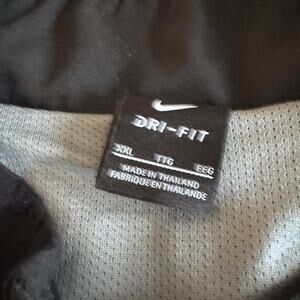 DRI-FIT
XXL TTG EEG
MADE IN THAILAND
FABRIQUE EN THAILANDE